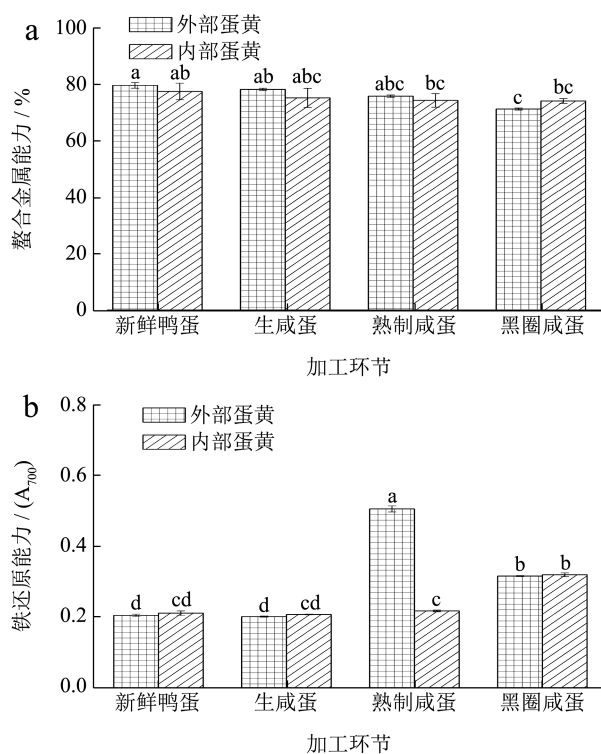 a
100
外部蛋黄
内部蛋黄
80
a ab ab abc abc bc c bc
60
40
20
0
螯合金属能力 / %
新鲜鸭蛋 生咸蛋 熟制咸蛋 黑圈咸蛋
加工环节
b
0.8
外部蛋黄
内部蛋黄
0.6
a
0.4
b b
d cd d cd c
0.2
0.0
铁还原能力 / (A700)
新鲜鸭蛋 生咸蛋 熟制咸蛋 黑圈咸蛋
加工环节